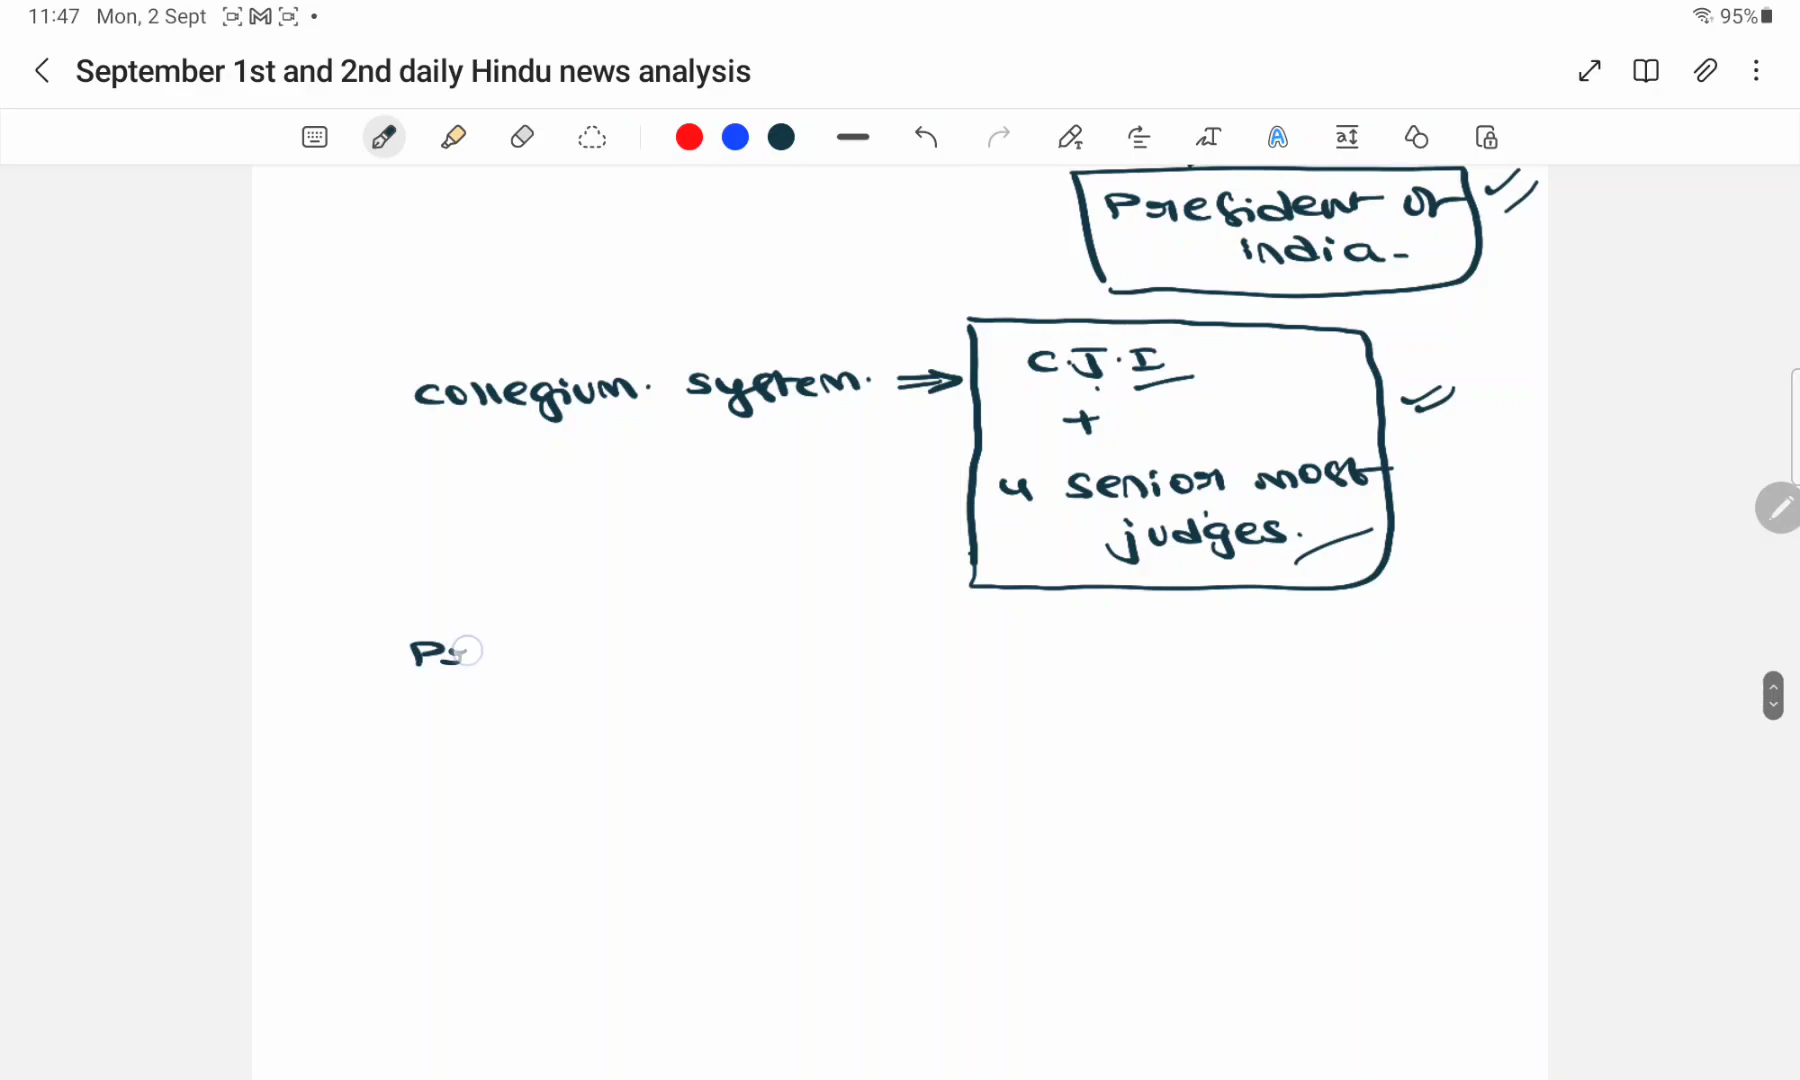 11:47 Mon, 2 Sept 95%
September 1st and 2nd daily Hindu news analysis
President of
india-
collegium. system. ⇒ C.J.I
+
4 senior most
judges.